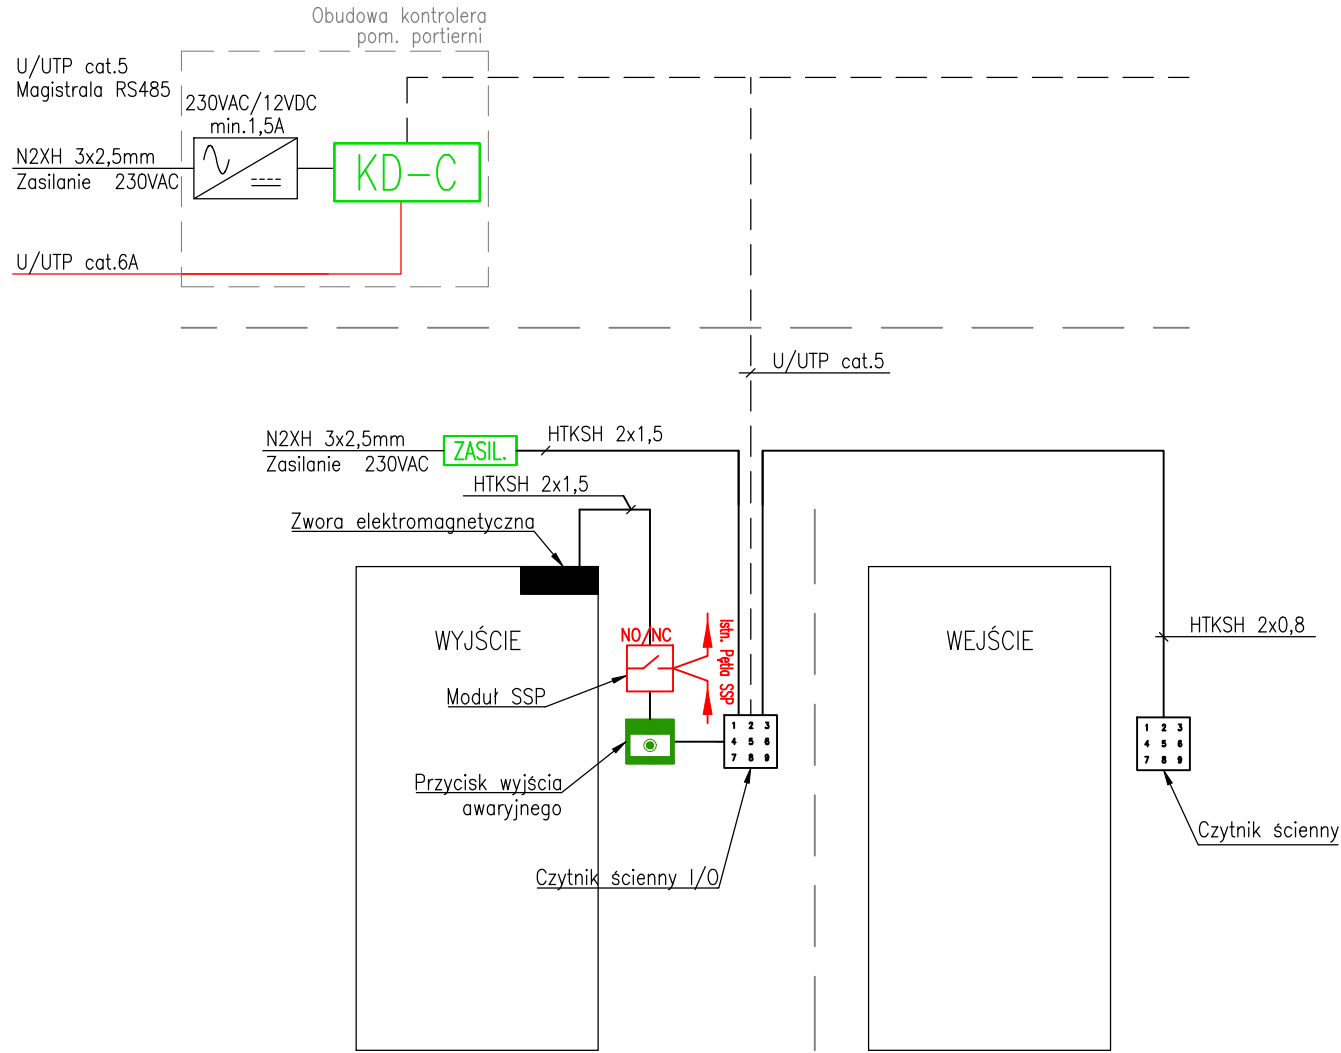 Obudowa kontrolera
pom. portierni
U/UTP cat.5
Magistrala RS485
230VAC/12VDC
min.1,5A
N2XH 3x2,5mm
Zasilanie 230VAC
KD-C
U/UTP cat.6A
U/UTP cat.5
N2XH 3x2,5mm
Zasilanie 230VAC
ZASIL.
HTKSH 2x1,5
HTKSH 2x1,5
Zwora elektromagnetyczna
WYJŚCIE
NO/NC
Istn. Pętla SSP
WEJŚCIE
HTKSH 2x0,8
Moduł SSP
1 2 3
4 5 6
7 8 9
1 2 3
4 5 6
7 8 9
Przycisk wyjścia
awaryjnego
Czytnik ścienny
Czytnik ścienny I/O